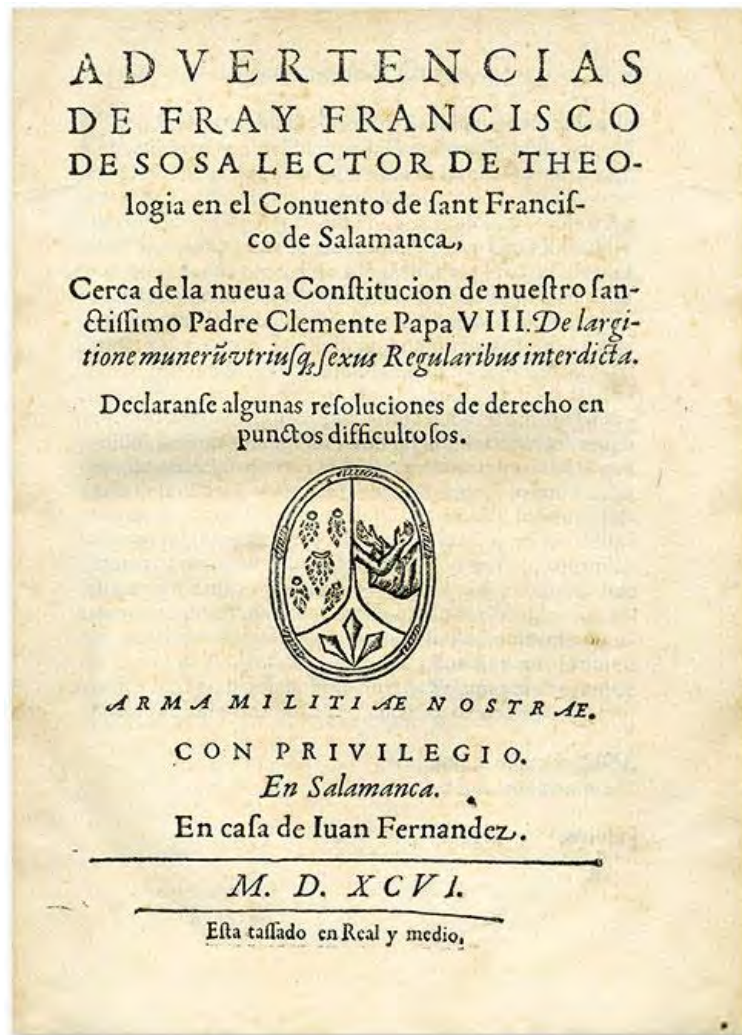 ADVERTENCIAS
DE FRAY FRANCISCO
DE SOSA LECTOR DE THEO-
logia en el Conuento de ſant Franciſ-
co de Salamanca,
Cerca de la nueua Conſtitucion de nueſtro ſan-
ctiſſimo Padre Clemente Papa VIII. De largi-
tione munerũ vtriuſq; ſexus Regularibus interdicta.
Declaranſe algunas reſoluciones de derecho en
punctos difficultoſos.
ARMA MILITIÆ NOSTRÆ.
CON PRIVILEGIO.
En Salamanca.
En caſa de Iuan Fernandez.
M. D. XCVI.
Eſta taſſado en Real y medio.